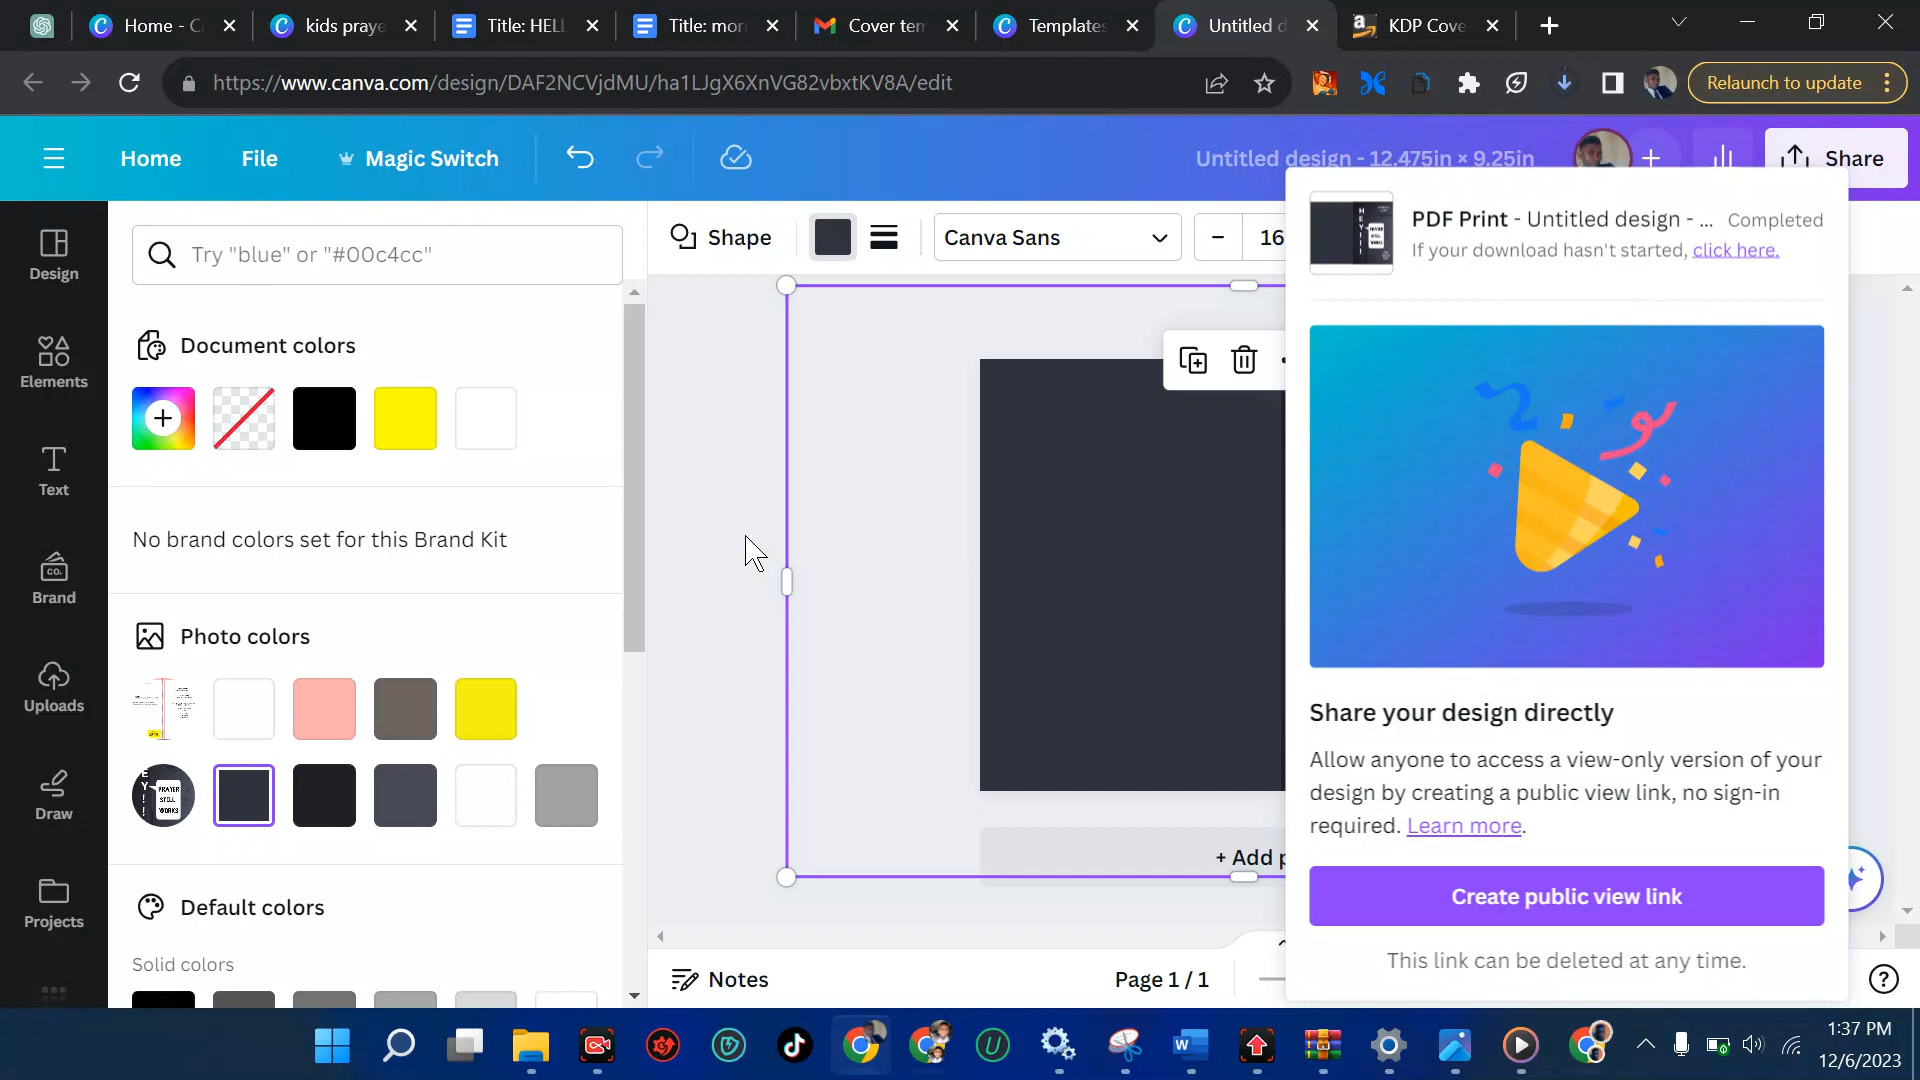 Home - C
kids praye
Title: HELL
Title: mor
Cover ten
Templates
Untitled d
KDP Cove
https://www.canva.com/design/DAF2NCVjdMU/ha1LJgX6XnVG82vbxtKV8A/edit
Relaunch to update
Home
File
Magic Switch
Untitled design - 12.475in × 9.25in
Share
Design
Elements
Text
CO.
Brand
Uploads
Draw
Projects
Try "blue" or "#00c4cc"
Document colors
No brand colors set for this Brand Kit
Photo colors
HEY!!
PRAYER
STILL
WORKS
Default colors
Solid colors
Shape
Canva Sans
16
+ Add p
Notes
Page 1 / 1
PDF Print - Untitled design - ...
Completed
If your download hasn't started, click here.
Share your design directly
Allow anyone to access a view-only version of your
design by creating a public view link, no sign-in
required. Learn more.
Create public view link
This link can be deleted at any time.
1:37 PM
12/6/2023